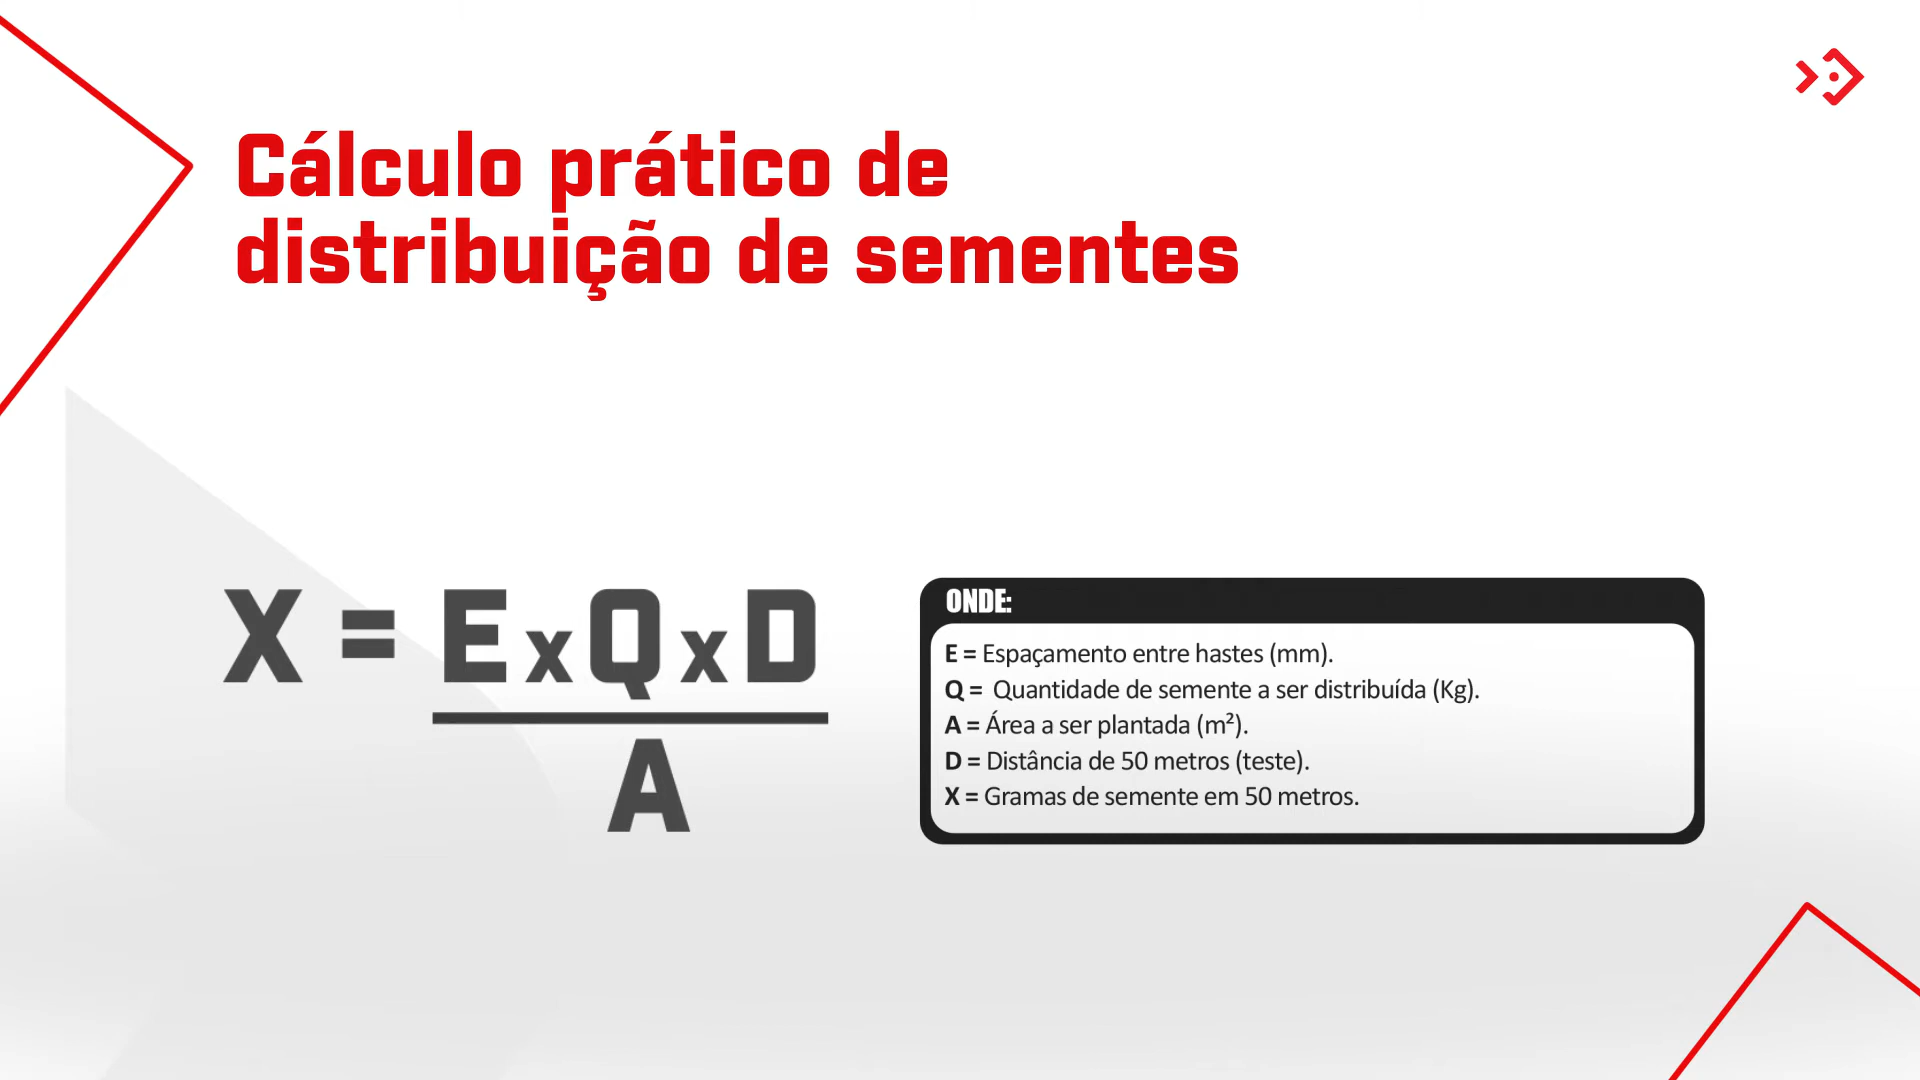 Cálculo prático de
distribuição de sementes
X = E x Q x D
A
ONDE:
E = Espaçamento entre hastes (mm).
Q = Quantidade de semente a ser distribuída (Kg).
A = Área a ser plantada (m²).
D = Distância de 50 metros (teste).
X = Gramas de semente em 50 metros.